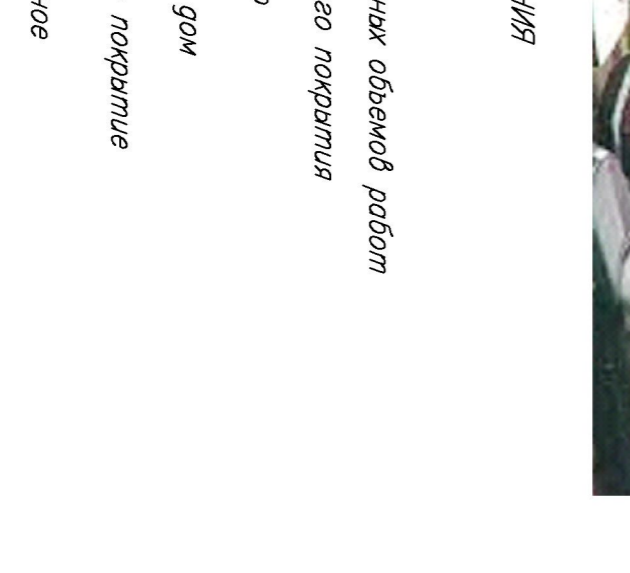 НИЯ
ных объемов работ
го покрытия
дом
покрытие
ное